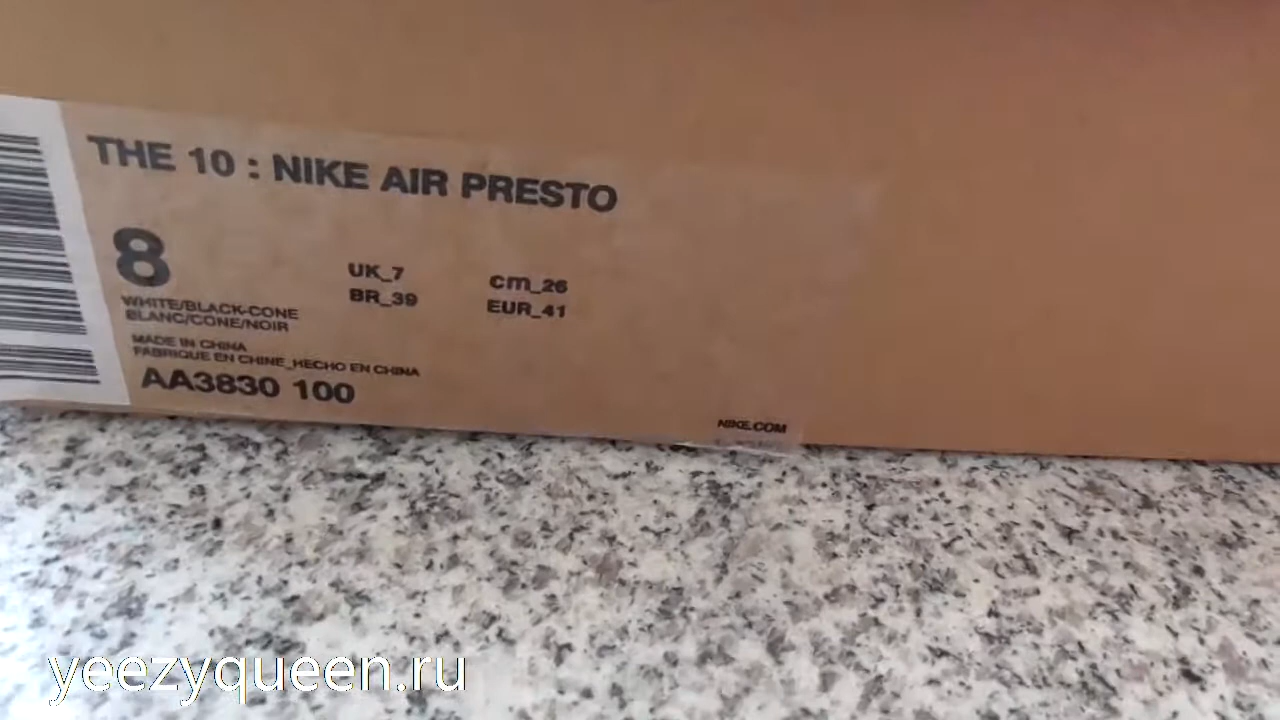 THE 10 : NIKE AIR PRESTO
8
UK_7 cm_26
BR_39 EUR_41
WHITE/BLACK-CONE
BLANC/CONE/NOIR
MADE IN CHINA
FABRIQUE EN CHINE_HECHO EN CHINA
AA3830 100
NIKE.COM
yeezyqueen.ru